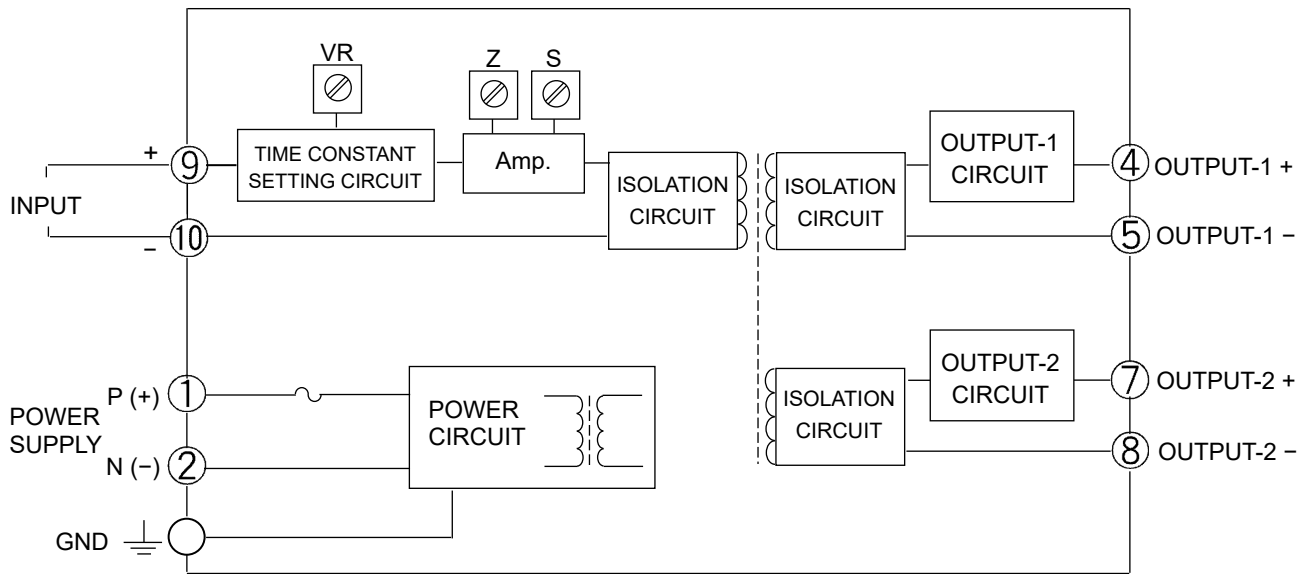 VR
Z
S
+
9
TIME CONSTANT
SETTING CIRCUIT
Amp.
INPUT
−
10
ISOLATION
CIRCUIT
ISOLATION
CIRCUIT
OUTPUT-1
CIRCUIT
4
OUTPUT-1 +
5
OUTPUT-1 −
POWER
SUPPLY
P (+)
1
N (−)
2
GND
POWER
CIRCUIT
ISOLATION
CIRCUIT
OUTPUT-2
CIRCUIT
7
OUTPUT-2 +
8
OUTPUT-2 −